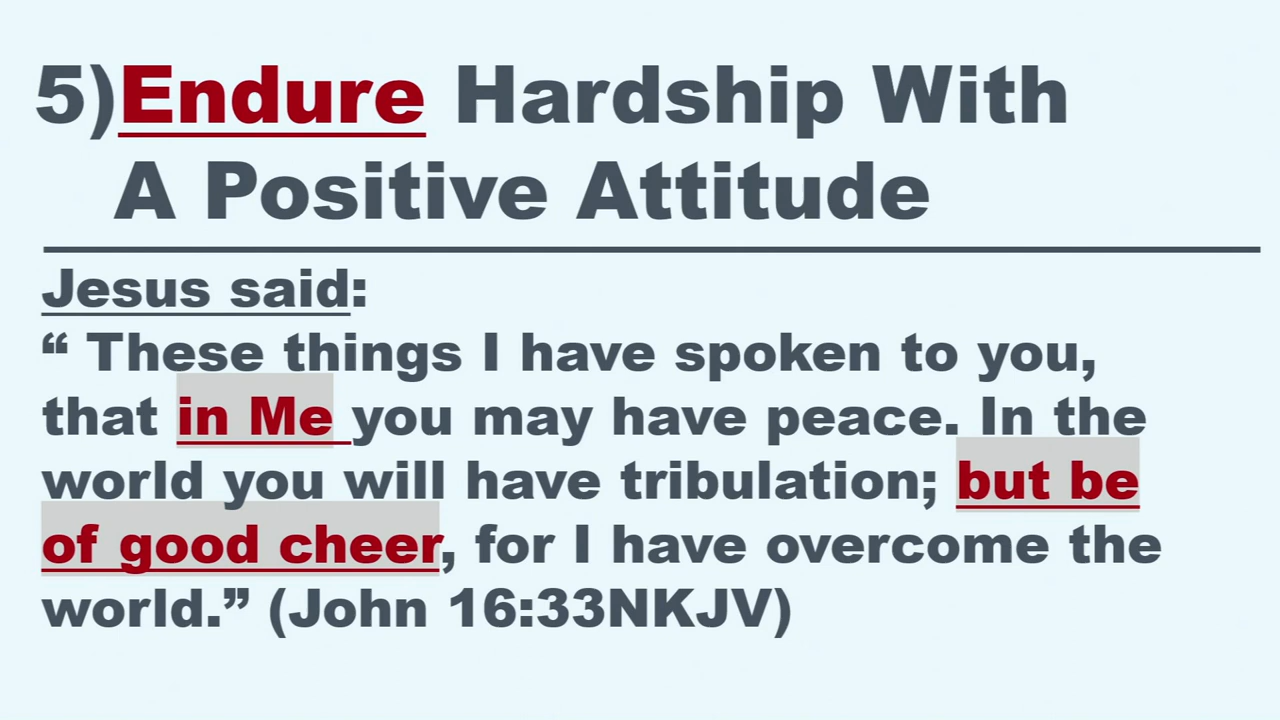 5)Endure Hardship With
A Positive Attitude
Jesus said:
“ These things I have spoken to you,
that in Me you may have peace. In the
world you will have tribulation; but be
of good cheer, for I have overcome the
world.” (John 16:33NKJV)